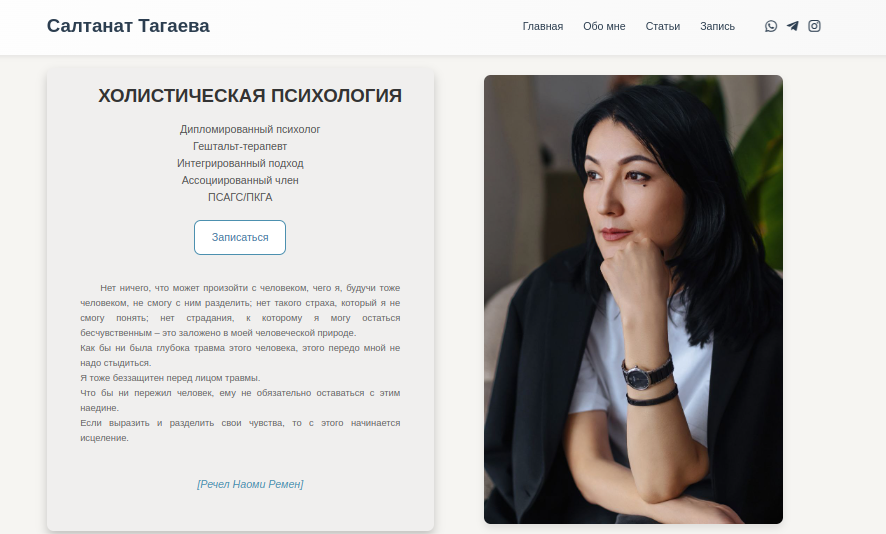 Салтанат Тагаева
Главная Обо мне Статьи Запись
ХОЛИСТИЧЕСКАЯ ПСИХОЛОГИЯ
Дипломированный психолог
Гештальт-терапевт
Интегрированный подход
Ассоциированный член
ПСАГС/ПКГА
Записаться
Нет ничего, что может произойти с человеком, чего я, будучи тоже
человеком, не смогу с ним разделить; нет такого страха, который я не
смогу понять; нет страдания, к которому я могу остаться
бесчувственным – это заложено в моей человеческой природе.
Как бы ни была глубока травма этого человека, этого передо мной не
надо стыдиться.
Я тоже беззащитен перед лицом травмы.
Что бы ни пережил человек, ему не обязательно оставаться с этим
наедине.
Если выразить и разделить свои чувства, то с этого начинается
исцеление.
[Речел Наоми Ремен]